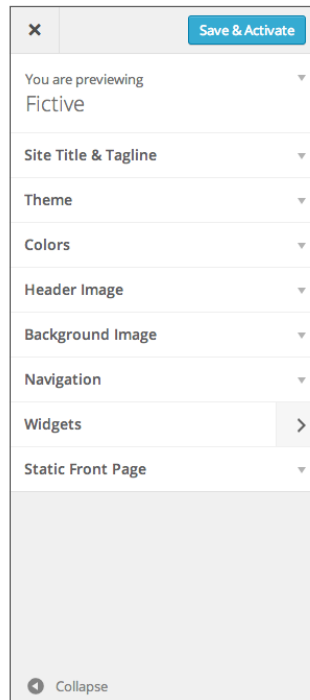 Save & Activate
You are previewing
Fictive
Site Title & Tagline
Theme
Colors
Header Image
Background Image
Navigation
Widgets
Static Front Page
Collapse